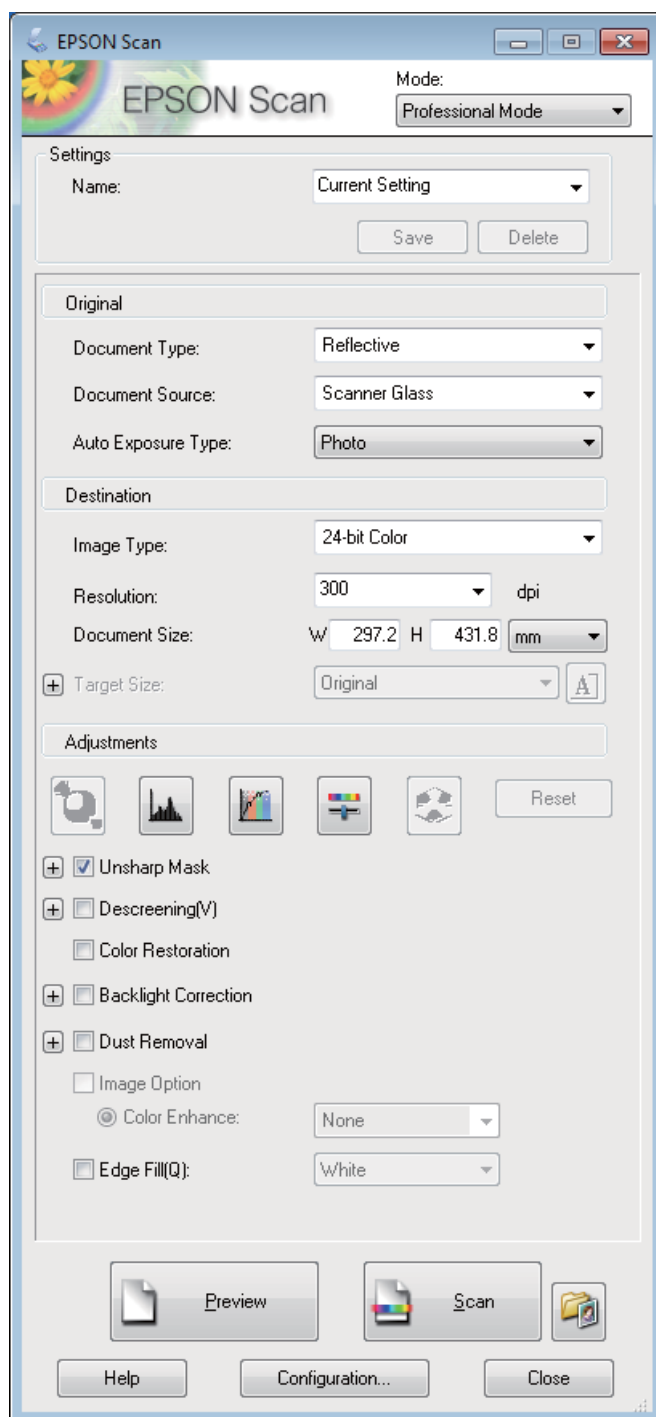 EPSON Scan
EPSON Scan
Mode:
Professional Mode
Settings
Name: Current Setting
Save Delete
Original
Document Type: Reflective
Document Source: Scanner Glass
Auto Exposure Type: Photo
Destination
Image Type: 24-bit Color
Resolution: 300 dpi
Document Size: W 297.2 H 431.8 mm
Target Size: Original A
Adjustments
Reset
Unsharp Mask
Descreening(V)
Color Restoration
Backlight Correction
Dust Removal
Image Option
Color Enhance: None
Edge Fill(Q): White
Preview Scan
Help Configuration... Close